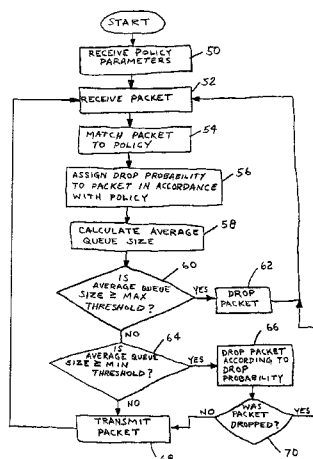 START
RECEIVE POLICY
PARAMETERS
50
52
RECEIVE PACKET
54
MATCH PACKET
TO POLICY
56
ASSIGN DROP PROBABILITY
TO PACKET IN ACCORDANCE
WITH POLICY
58
CALCULATE AVERAGE
QUEUE SIZE
60
IS
AVERAGE QUEUE
SIZE ≥ MAX
THRESHOLD?
YES
62
DROP
PACKET
NO
64
IS
AVERAGE QUEUE
SIZE ≥ MIN
THRESHOLD?
YES
66
DROP PACKET
ACCORDING TO
DROP
PROBABILITY
NO
TRANSMIT
PACKET
68
NO
WAS
PACKET
DROPPED?
YES
70